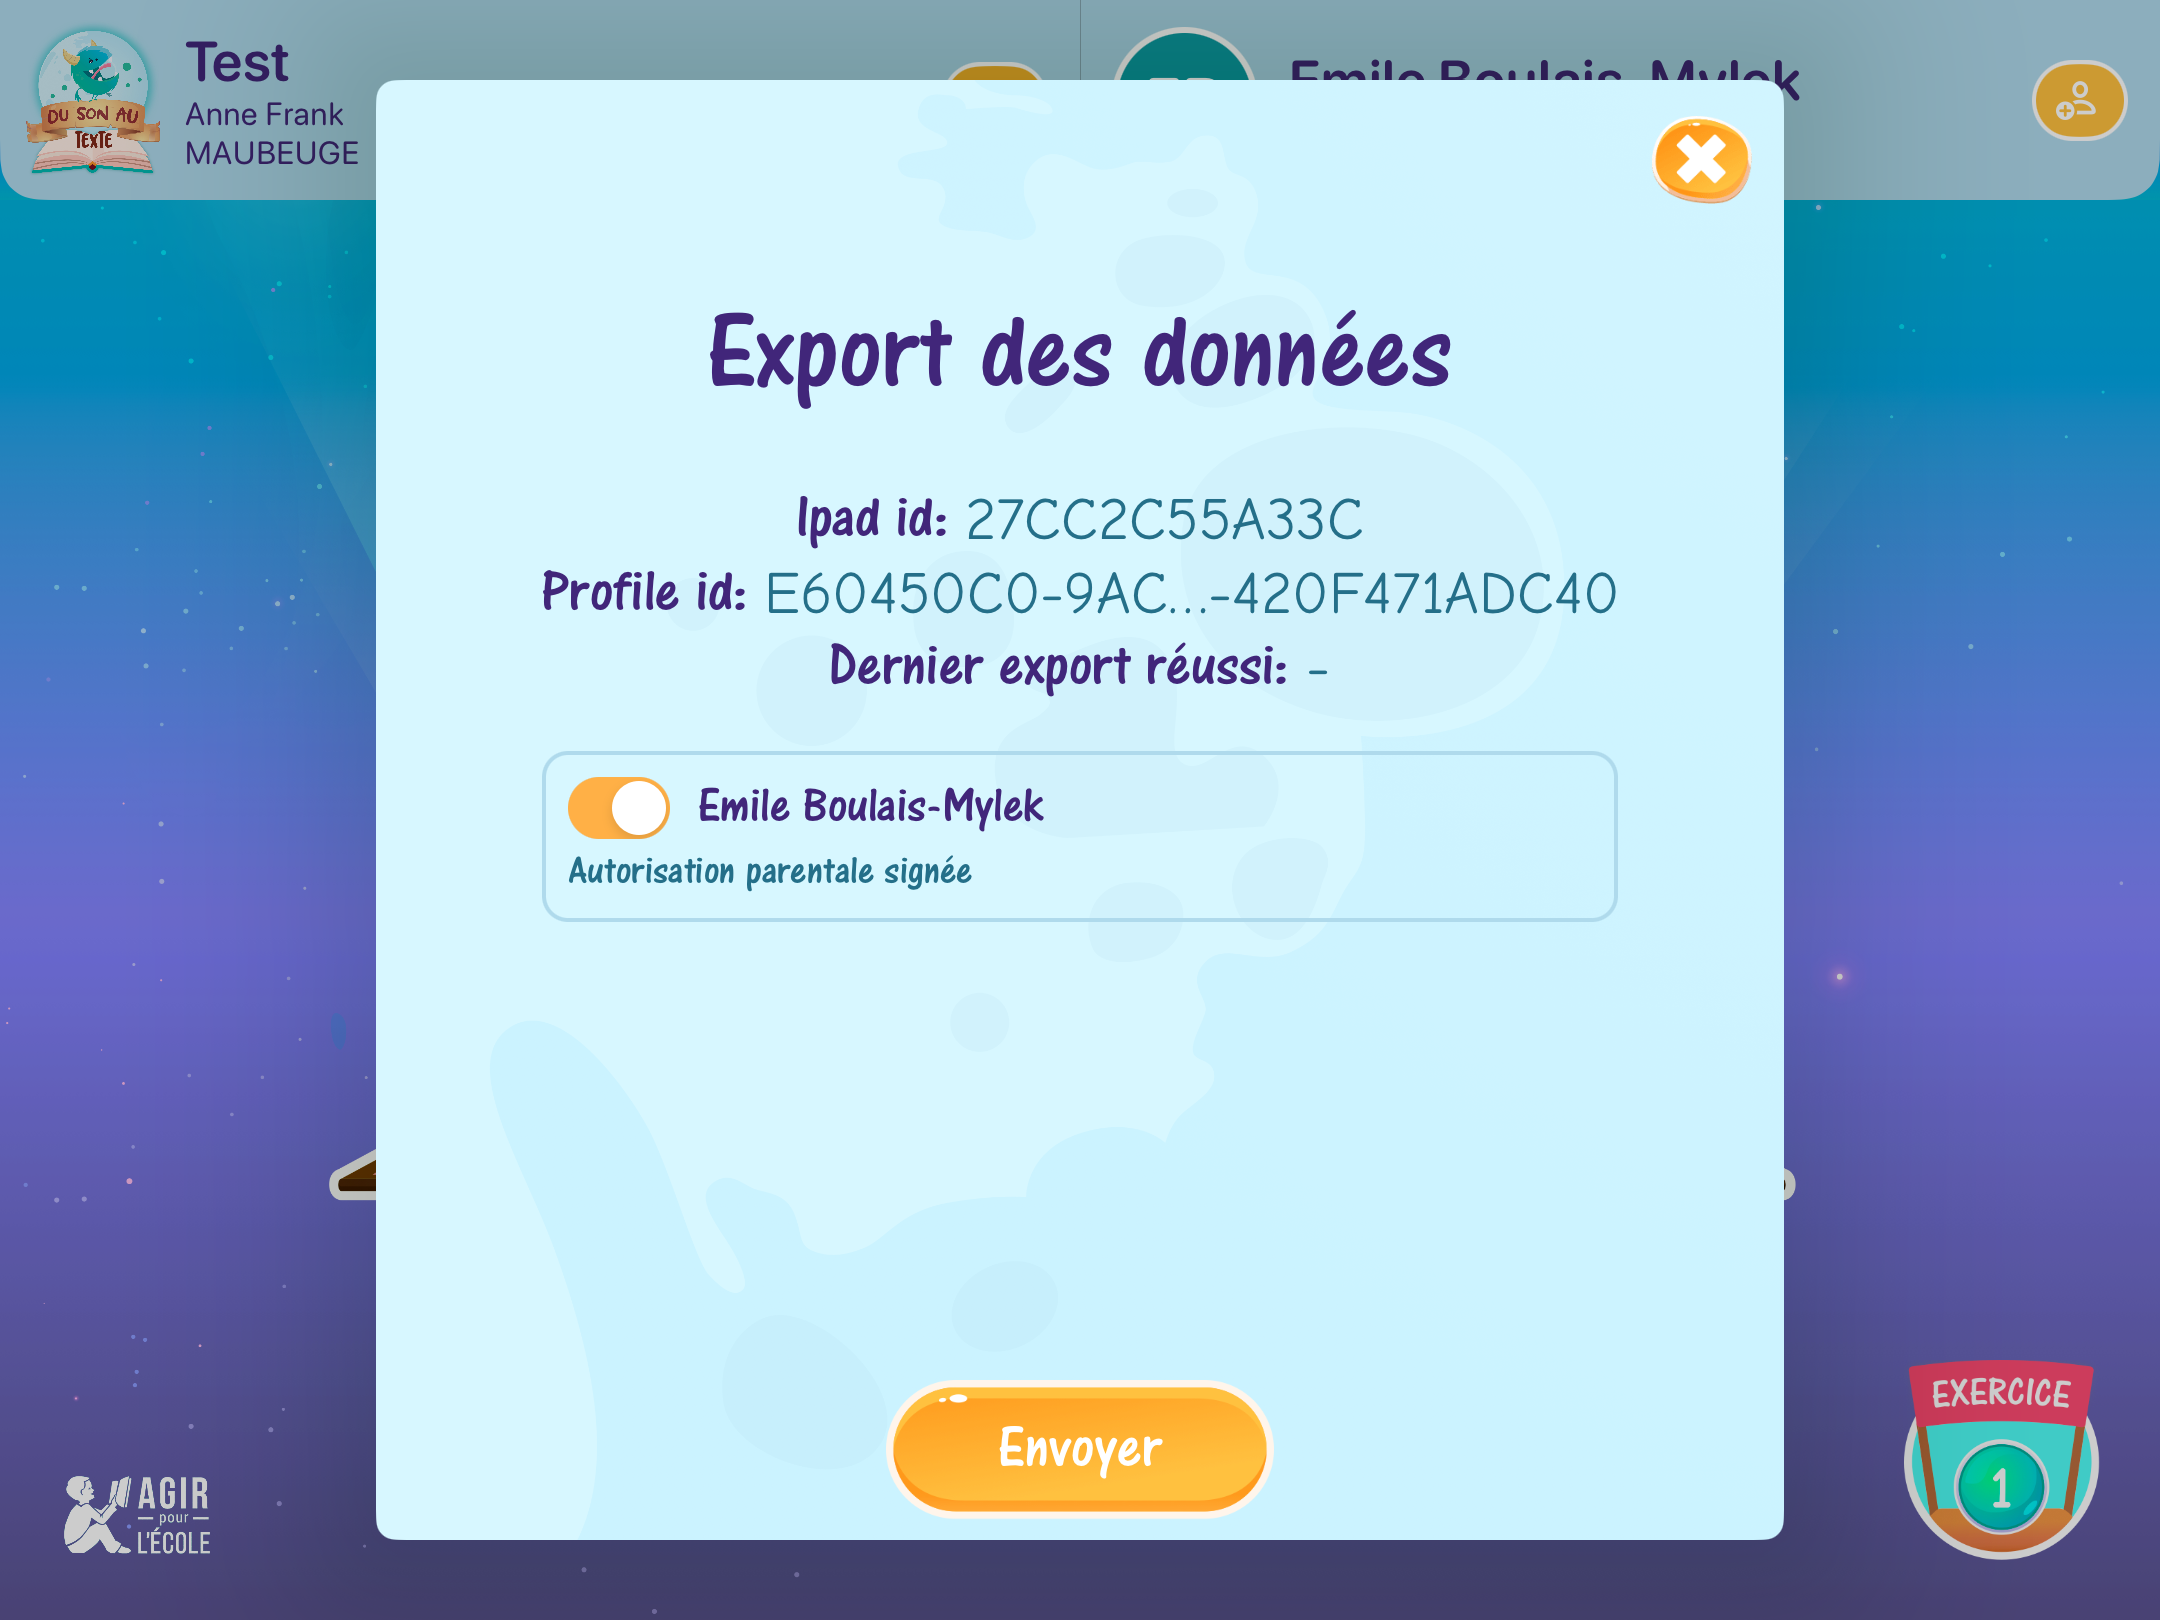 Test
Anne Frank
MAUBEUGE
DU SON AU
TEXTE
Emile Boulais-Mylek
Export des données
Ipad id: 27CC2C55A33C
Profile id: E60450C0-9AC...-420F471ADC40
Dernier export réussi: -
Emile Boulais-Mylek
Autorisation parentale signée
Envoyer
AGIR
pour
L'ÉCOLE
EXERCICE
1